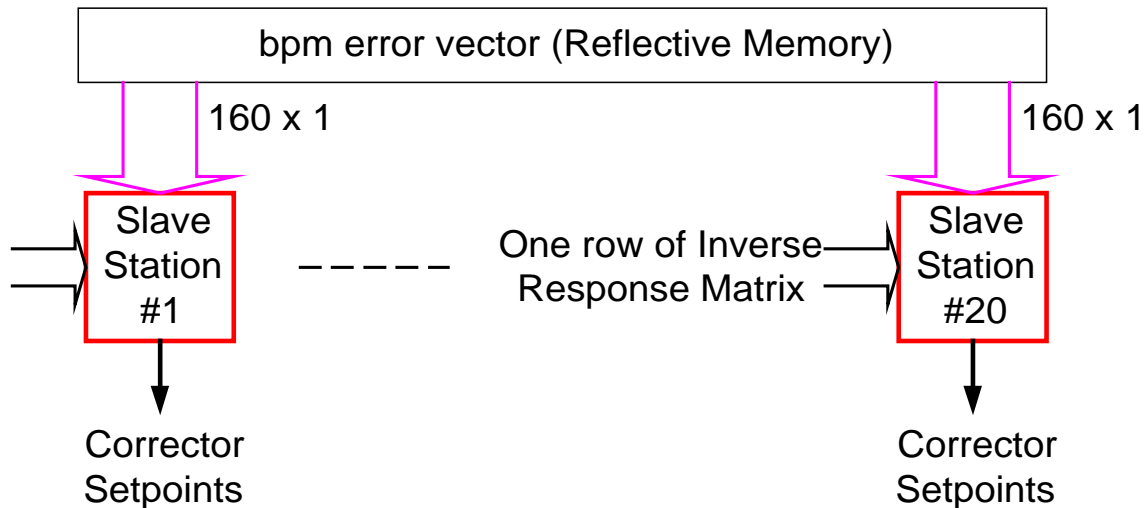 bpm error vector (Reflective Memory)
160 x 1
160 x 1
Slave
Station
#1
One row of Inverse
Response Matrix
Slave
Station
#20
Corrector
Setpoints
Corrector
Setpoints